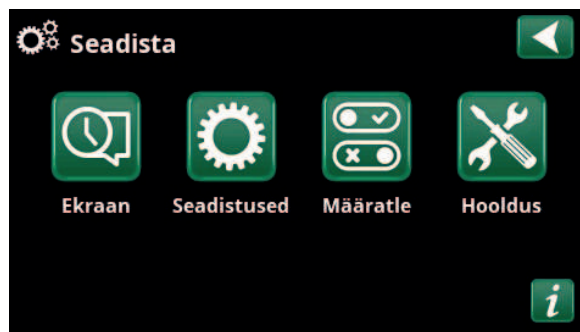 Seadista
Ekraan
Seadistused
Määratle
Hooldus
i